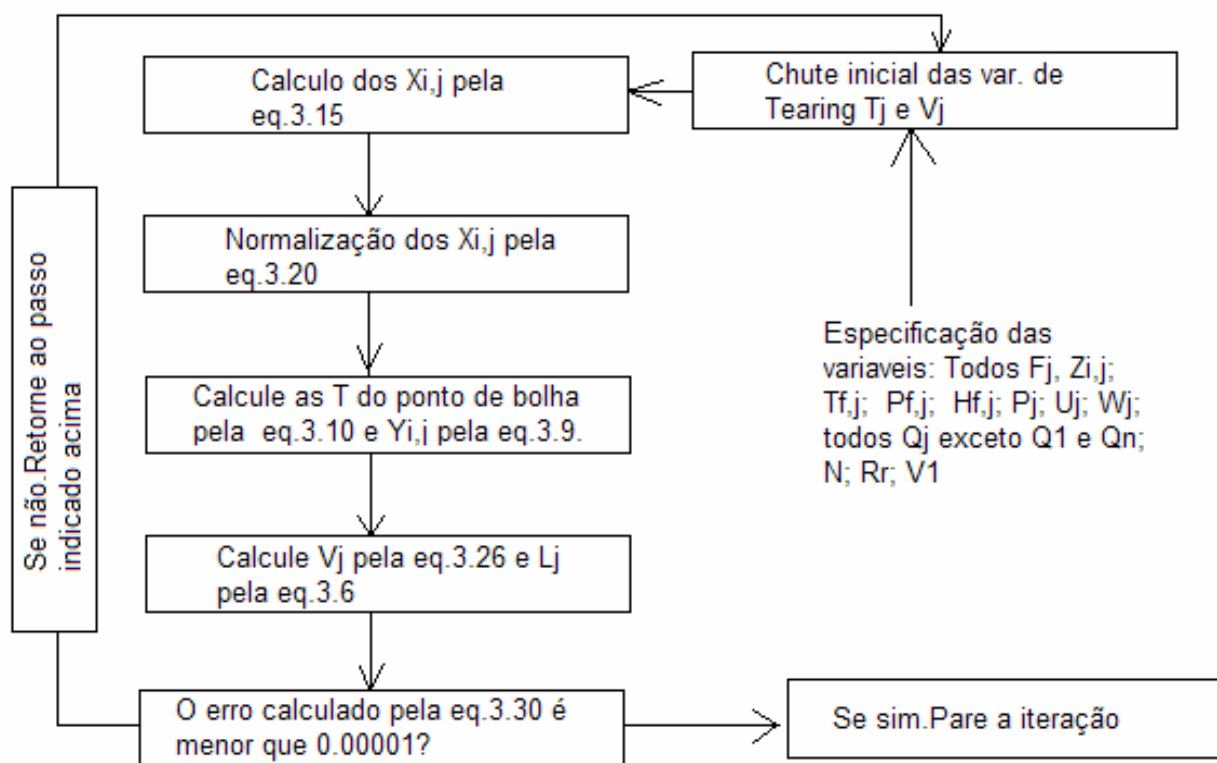 Chute inicial das var. de
Tearing Tj e Vj
Calculo dos Xi,j pela
eq.3.15
Normalização dos Xi,j pela
eq.3.20
Especificação das
variaveis: Todos Fj, Zi,j;
Tf,j; Pf,j; Hf,j; Pj; Uj; Wj;
todos Qj exceto Q1 e Qn;
N; Rr; V1
Calcule as T do ponto de bolha
pela eq.3.10 e Yi,j pela eq.3.9.
Calcule Vj pela eq.3.26 e Lj
pela eq.3.6
O erro calculado pela eq.3.30 é
menor que 0.00001?
Se sim.Pare a iteração
Se não.Retorne ao passo
indicado acima